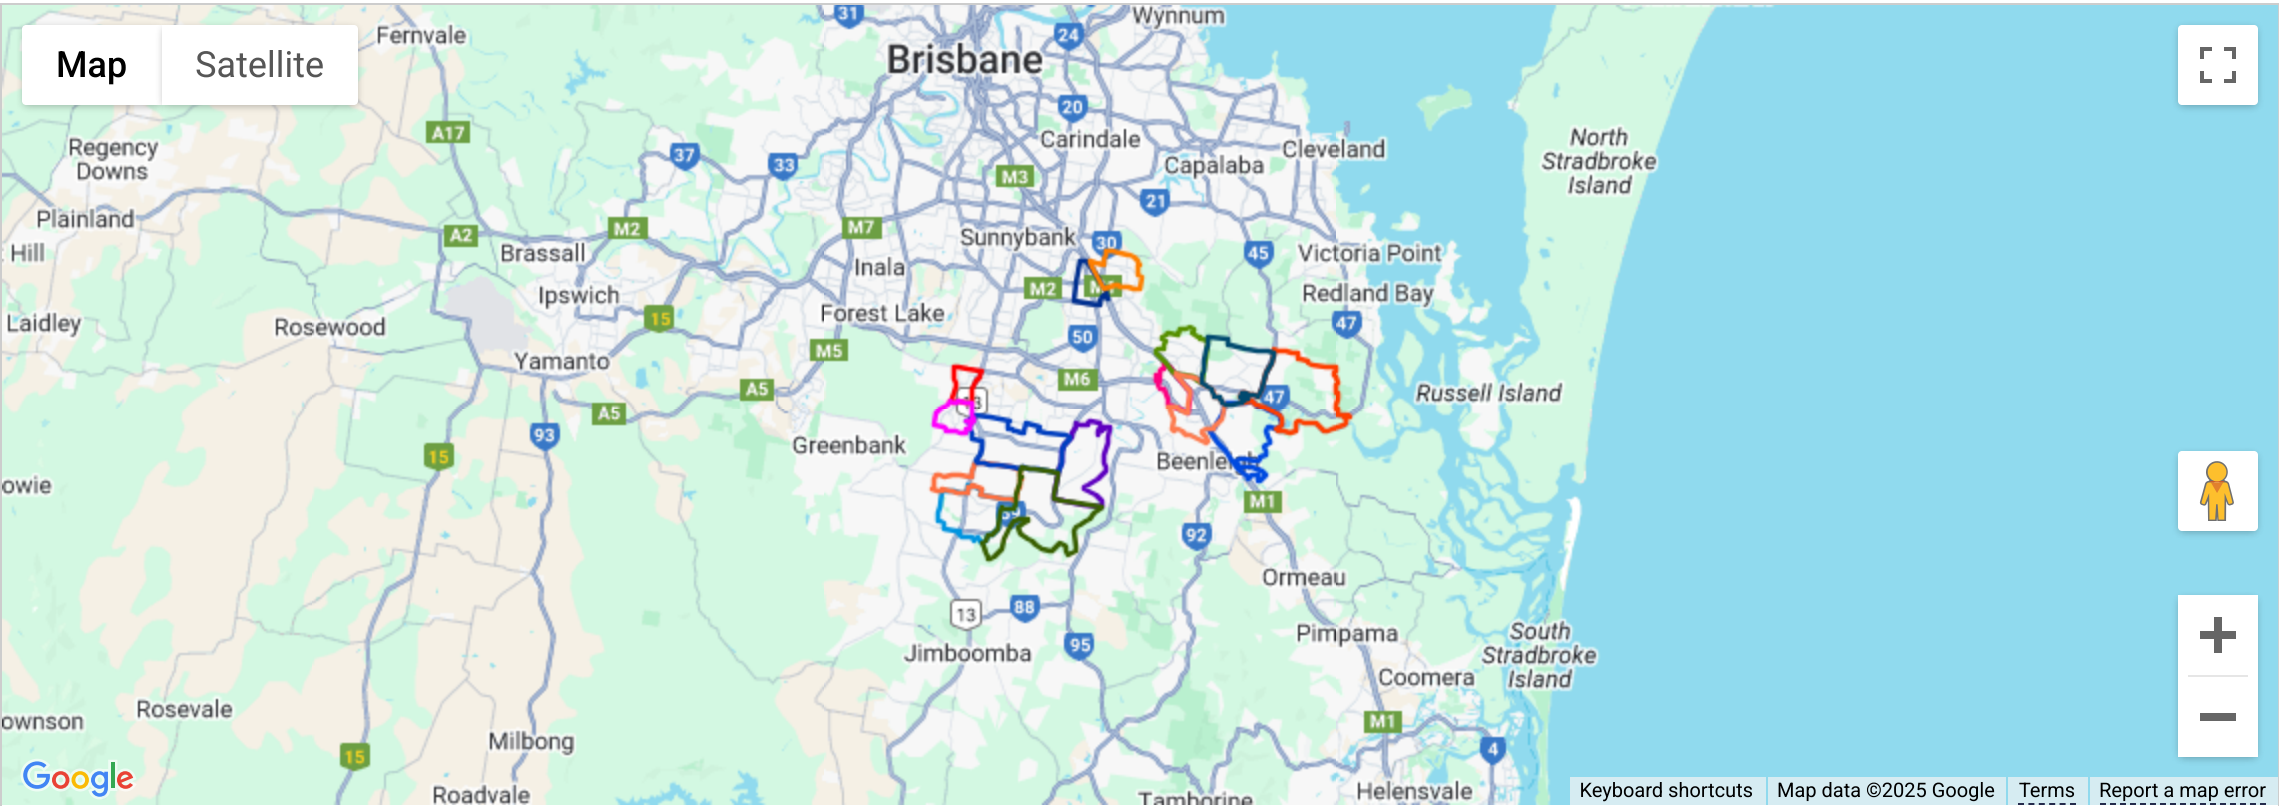 Map
Satellite
Fernvale
31
Brisbane
24
Wynnum
20
Carindale
A17
Regency
Downs
37
33
M3
Capalaba
Cleveland
North
Stradbroke
Island
Plainland
21
Hill
A2
Brassall
M2
M7
Sunnybank
30
45
Victoria Point
Inala
M2
Ipswich
Redland Bay
Laidley
Rosewood
15
Forest Lake
47
50
Yamanto
M5
A5
M6
A5
47
Russell Island
93
Greenbank
15
Beenleigh
owie
M1
92
Ormeau
13
88
Pimpama
Jimboomba
95
South
Stradbroke
Island
Coomera
Rosevale
ownson
M1
Milbong
4
15
Google
Roadvale
Tamborine
Helensvale
Keyboard shortcuts
Map data ©2025 Google
Terms
Report a map error